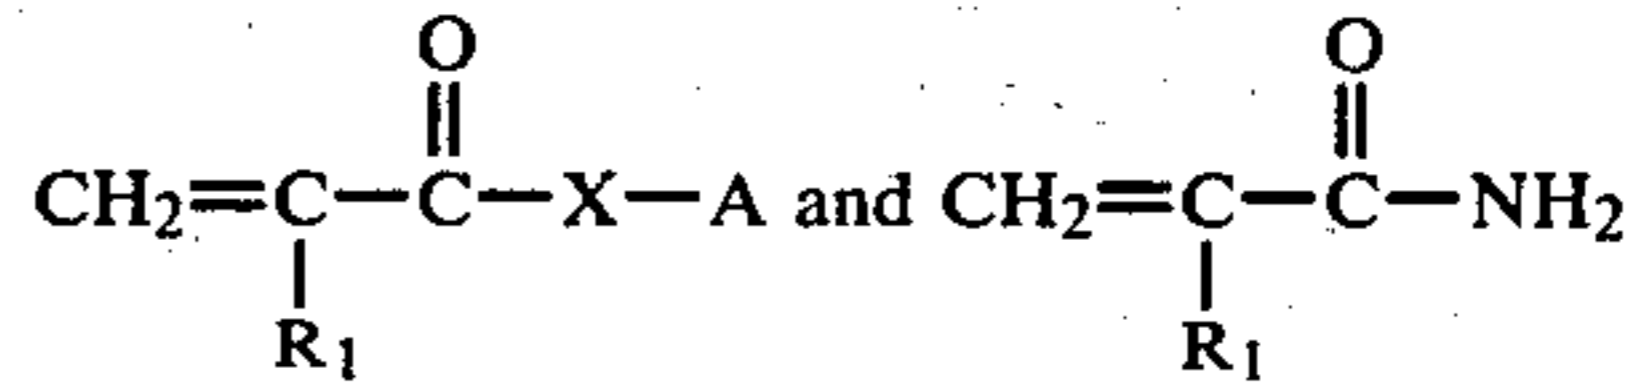 O O
CH₂=C—C—X—A and CH₂=C—C—NH₂
R₁ R₁